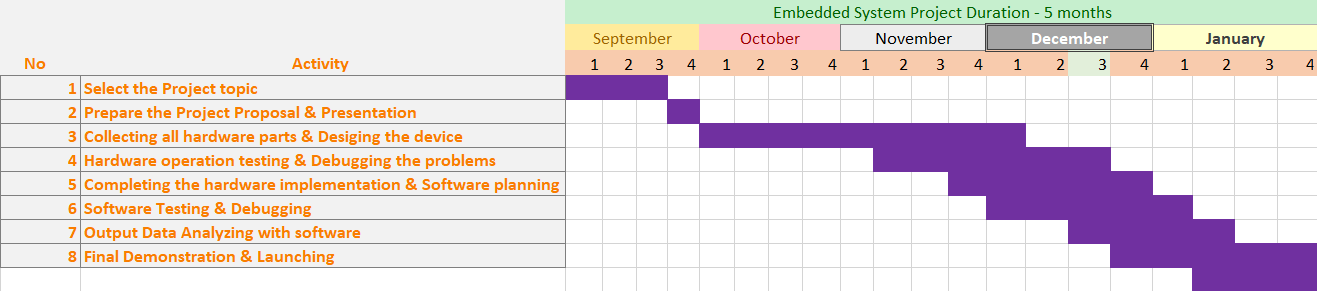 Embedded System Project Duration - 5 months
September October November December January
No Activity 1 2 3 4 1 2 3 4 1 2 3 4 1 2 3 4 1 2 3 4
1 Select the Project topic
2 Prepare the Project Proposal & Presentation
3 Collecting all hardware parts & Desiging the device
4 Hardware operation testing & Debugging the problems
5 Completing the hardware implementation & Software planning
6 Software Testing & Debugging
7 Output Data Analyzing with software
8 Final Demonstration & Launching